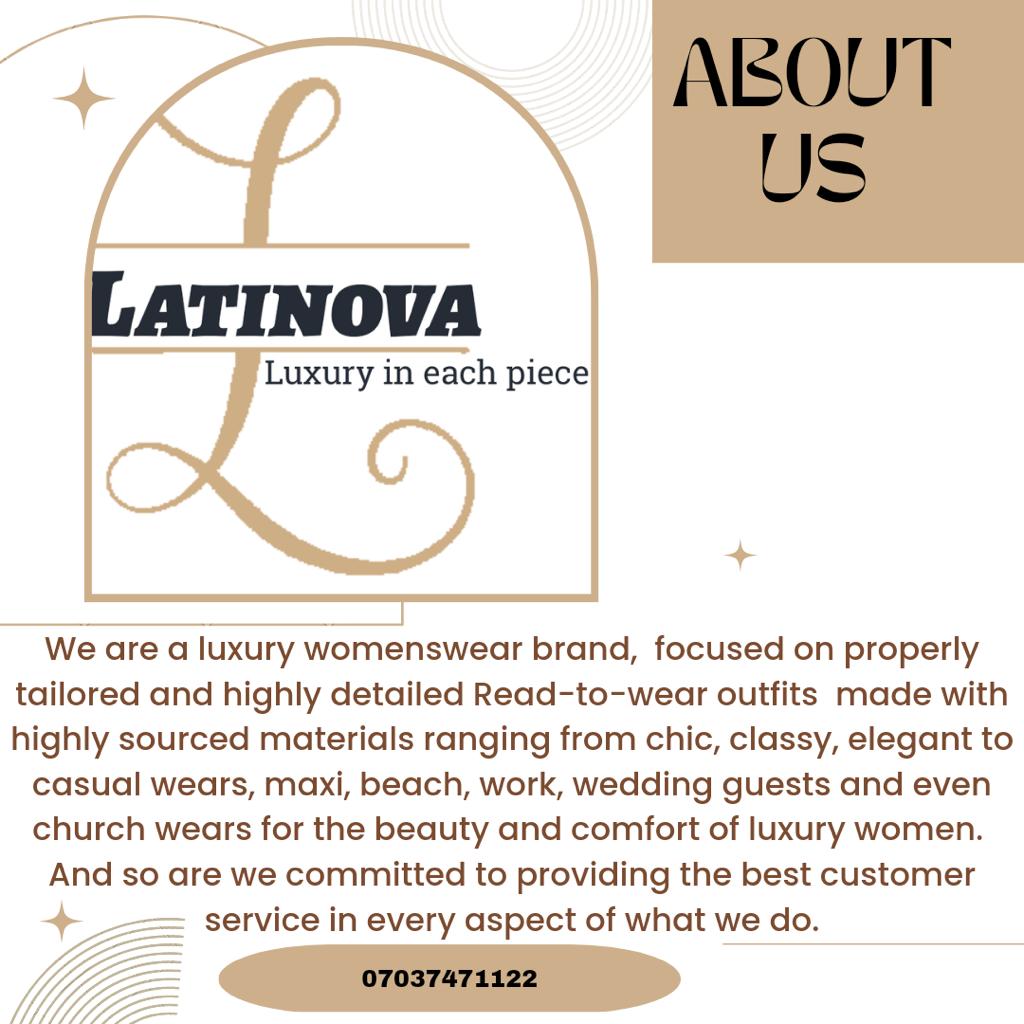 ABOUT
US
LATINOVA
Luxury in each piece
We are a luxury womenswear brand,  focused on properly
tailored and highly detailed Read-to-wear outfits  made with
highly sourced materials ranging from chic, classy, elegant to
casual wears, maxi, beach, work, wedding guests and even
church wears for the beauty and comfort of luxury women.
And so are we committed to providing the best customer
service in every aspect of what we do.
07037471122